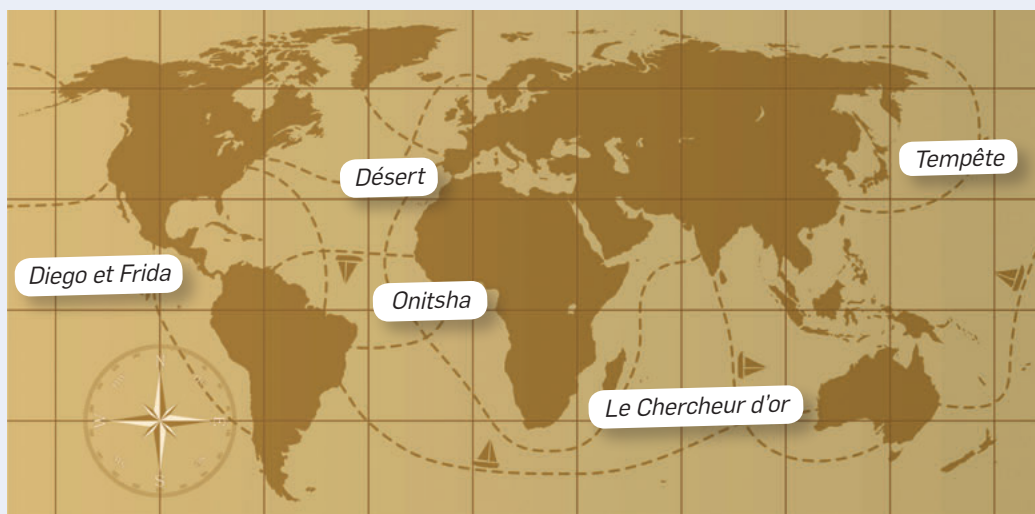 Tempête
Désert
Diego et Frida
Onitsha
Le Chercheur d'or
N
E
S